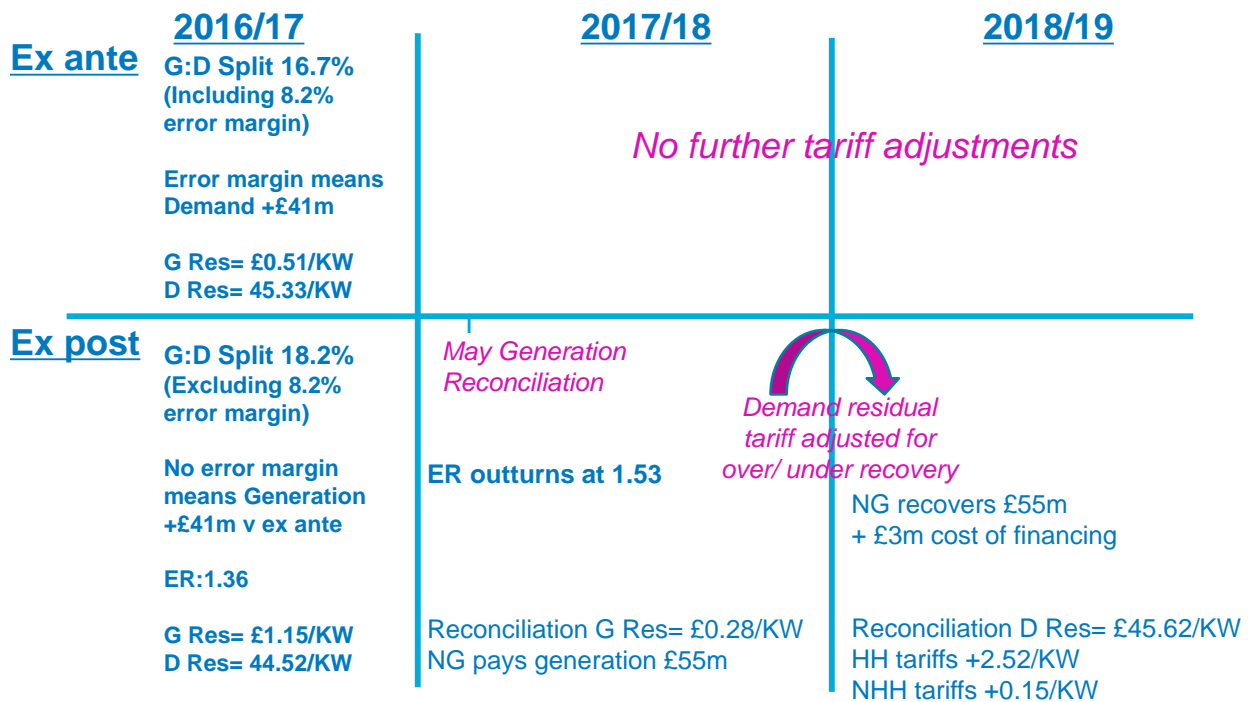 2016/17
2017/18
2018/19
Ex ante
G:D Split 16.7%
(Including 8.2%
error margin)
Error margin means
Demand +£41m
G Res= £0.51/KW
D Res= 45.33/KW
No further tariff adjustments
Ex post
G:D Split 18.2%
(Excluding 8.2%
error margin)
No error margin
means Generation
+£41m v ex ante
ER:1.36
G Res= £1.15/KW
D Res= 44.52/KW
May Generation
Reconciliation
ER outturns at 1.53
Reconciliation G Res= £0.28/KW
NG pays generation £55m
Demand residual
tariff adjusted for
over/ under recovery
NG recovers £55m
+ £3m cost of financing
Reconciliation D Res= £45.62/KW
HH tariffs +2.52/KW
NHH tariffs +0.15/KW